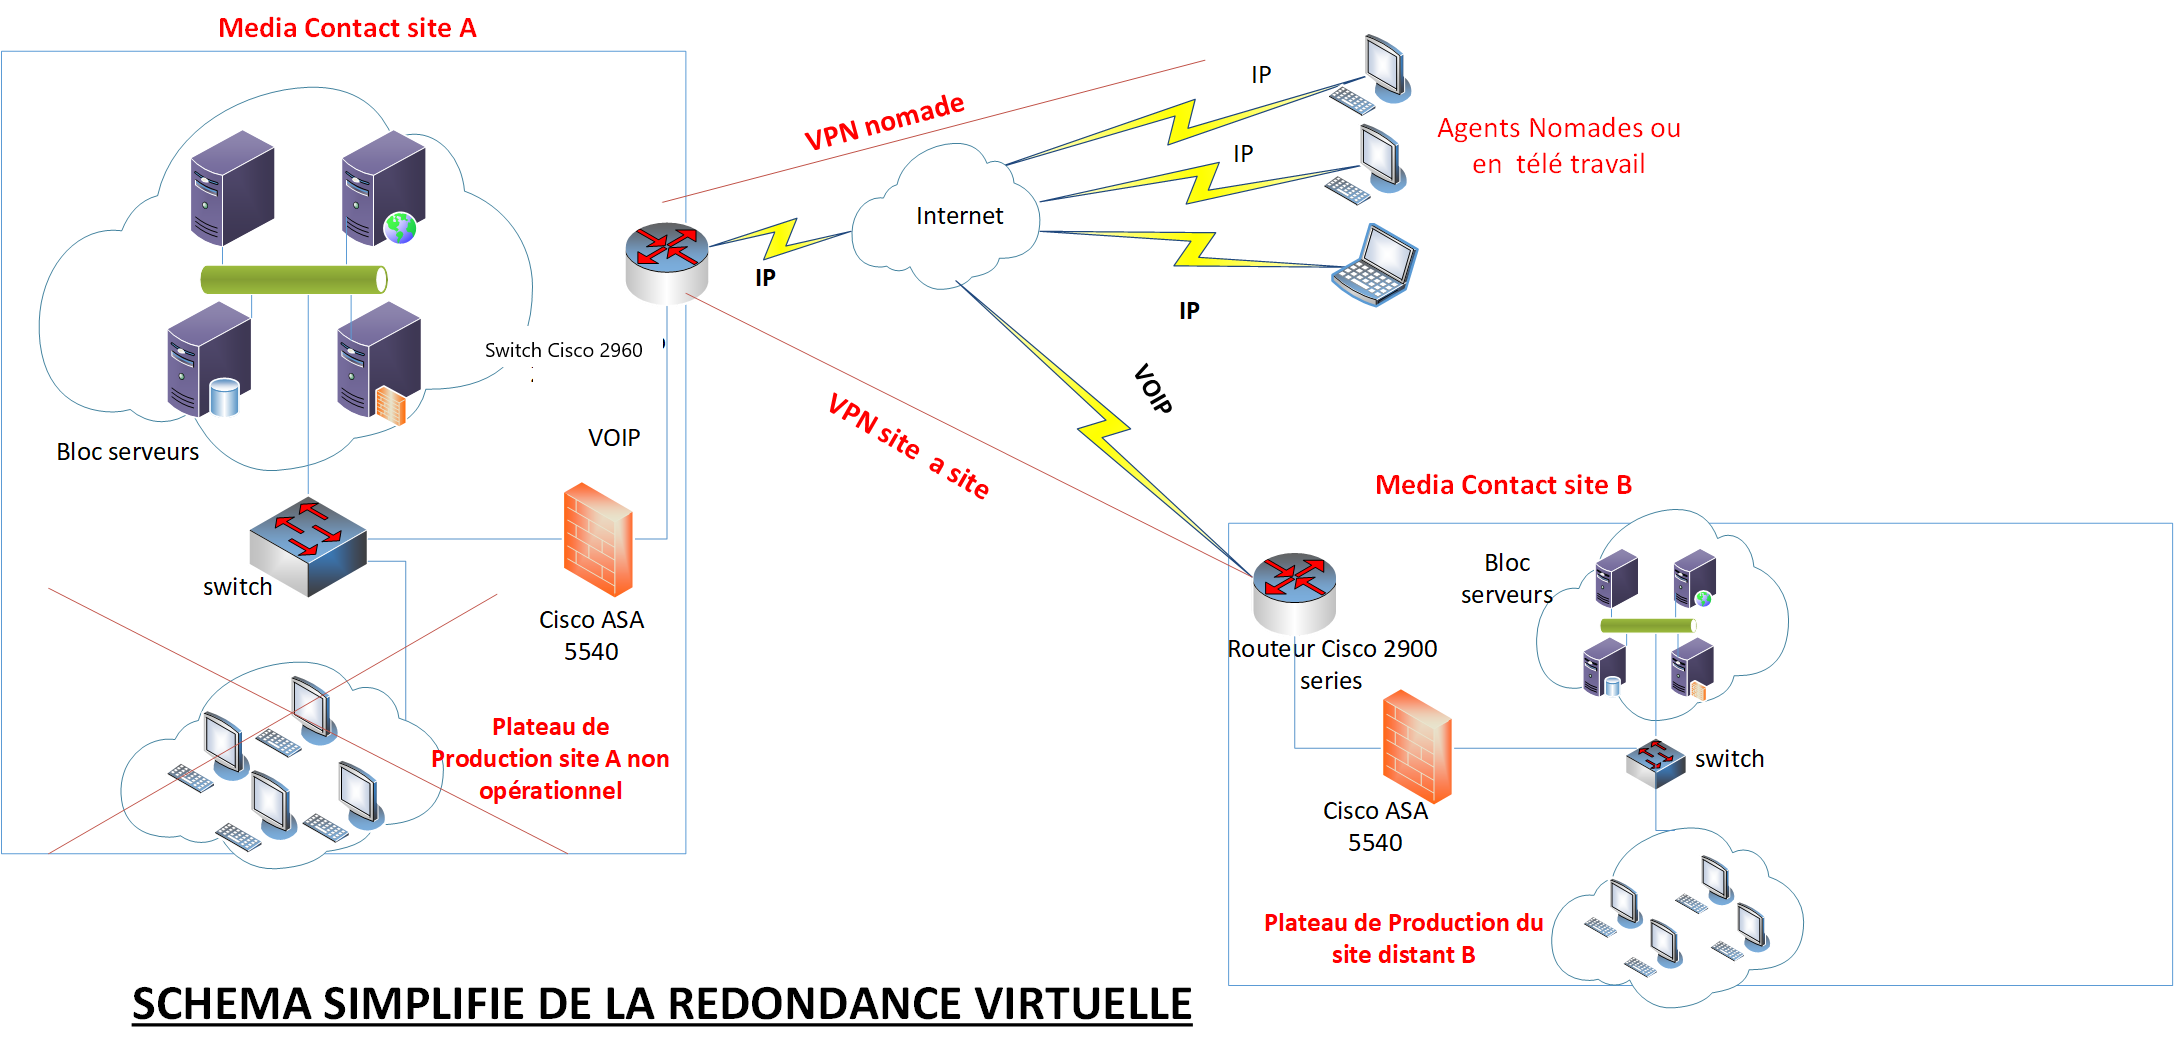 Media Contact site A
VPN nomade
IP
Agents Nomades ou
en  télé travail
IP
Internet
IP
IP
Switch Cisco 2960
VOIP
Bloc serveurs
VOIP
VPN site  a site
switch
Cisco ASA
5540
Plateau de
Production site A non
opérationnel
Media Contact site B
Bloc
serveurs
Routeur Cisco 2900
series
switch
Cisco ASA
5540
Plateau de Production du
site distant B
SCHEMA SIMPLIFIE DE LA REDONDANCE VIRTUELLE